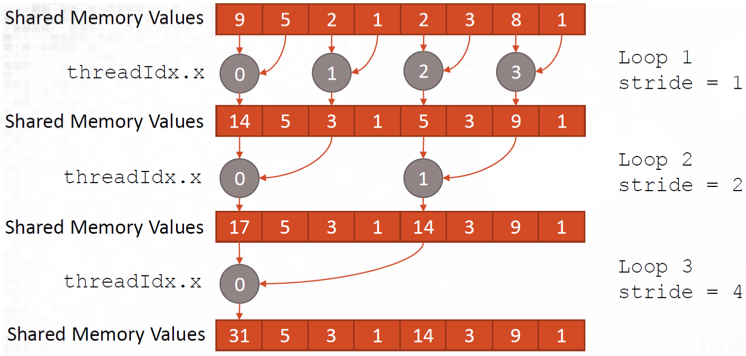 Shared Memory Values 9 5 2 1 2 3 8 1
threadIdx.x 0 1 2 3 Loop 1
stride = 1
Shared Memory Values 14 5 3 1 5 3 9 1
threadIdx.x 0 1 Loop 2
stride = 2
Shared Memory Values 17 5 3 1 14 3 9 1
threadIdx.x 0 Loop 3
stride = 4
Shared Memory Values 31 5 3 1 14 3 9 1